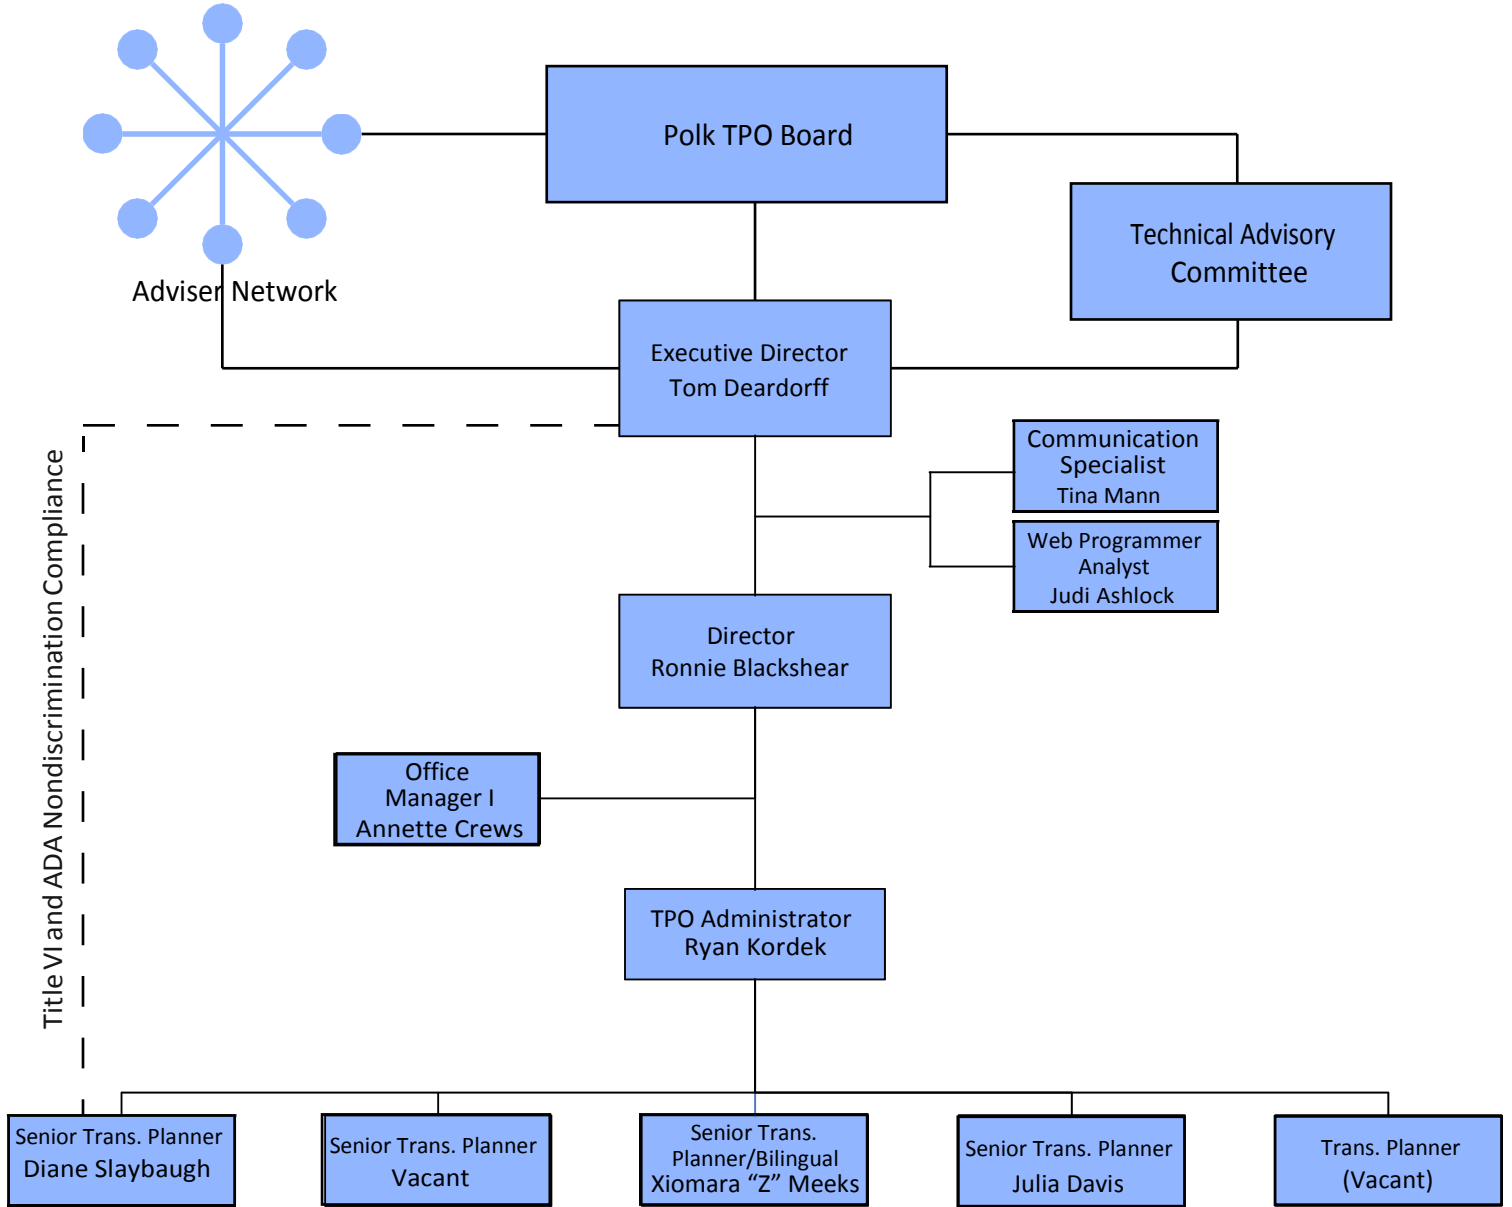 Polk TPO Board
Technical Advisory
Committee
Adviser Network
Executive Director
Tom Deardorff
Communication
Specialist
Tina Mann
Web Programmer
Analyst
Judi Ashlock
Title VI and ADA Nondiscrimination Compliance
Director
Ronnie Blackshear
Office
Manager I
Annette Crews
TPO Administrator
Ryan Kordek
Senior Trans. Planner
Diane Slaybaugh
Senior Trans. Planner
Vacant
Senior Trans.
Planner/Bilingual
Xiomara “Z” Meeks
Senior Trans. Planner
Julia Davis
Trans. Planner
(Vacant)